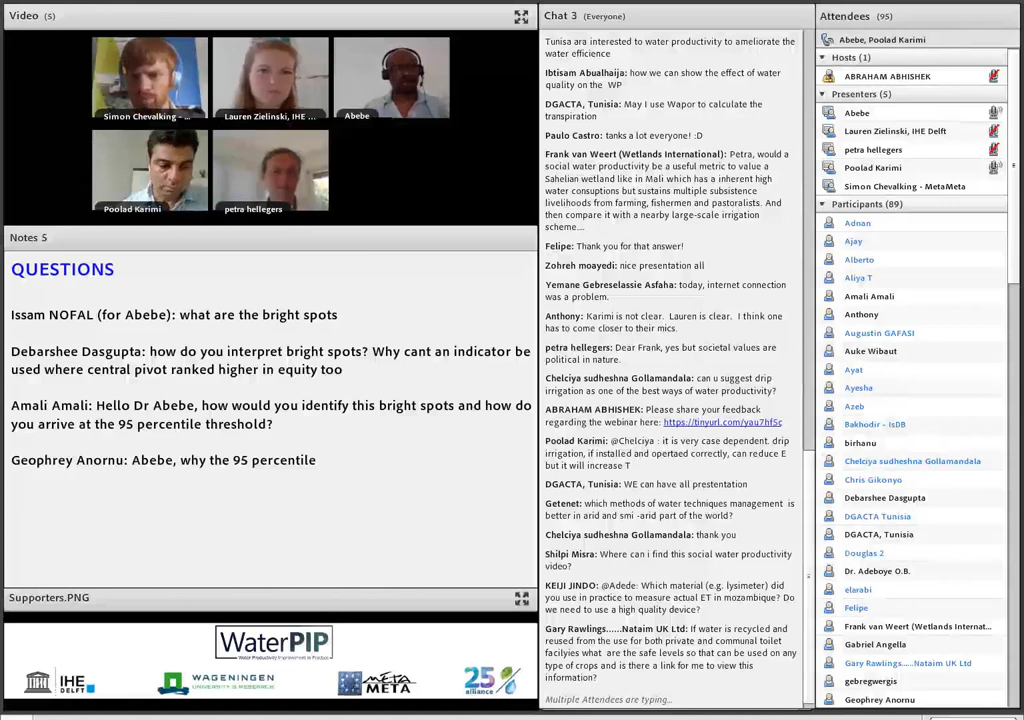 Video (5)
Simon Chevalking - ...
Lauren Zielinski, IHE ...
Abebe
Poolad Karimi
petra hellegers
Notes 5
QUESTIONS
Issam NOFAL (for Abebe): what are the bright spots
Debarshee Dasgupta: how do you interpret bright spots? Why cant an indicator be
used where central pivot ranked higher in equity too
Amali Amali: Hello Dr Abebe, how would you identify this bright spots and how do
you arrive at the 95 percentile threshold?
Geophrey Anornu: Abebe, why the 95 percentile
Supporters.PNG
WaterPIP
Water Productivity Improvement in Practice
IHE
DELFT
WAGENINGEN
UNIVERSITY & RESEARCH
META
META
25
alliance
Chat 3 (Everyone)
Tunisa ara interested to water productivity to ameliorate the
water efficience
Ibtisam Abualhaija: how we can show the effect of water
quality on the WP
DGACTA, Tunisia: May I use Wapor to calculate the
transpiration
Paulo Castro: tanks a lot everyone! :D
Frank van Weert (Wetlands International): Petra, would a
social water productivity be a useful metric to value a
Sahelian wetland like in Mali which has a inherent high
water consuptions but sustains multiple subsistence
livelihoods from farming, fishermen and pastoralists. And
then compare it with a nearby large-scale irrigation
scheme....
Felipe: Thank you for that answer!
Zohreh moayedi: nice presentation all
Yemane Gebreselassie Asfaha: today, internet connection
was a problem.
Anthony: Karimi is not clear. Lauren is clear. I think one
has to come closer to their mics.
petra hellegers: Dear Frank, yes but societal values are
political in nature.
Chelciya sudheshna Gollamandala: can u suggest drip
irrigation as one of the best ways of water productivity?
ABRAHAM ABHISHEK: Please share your feedback
regarding the webinar here: https://tinyurl.com/yau7hf5c
Poolad Karimi: @Chelciya : it is very case dependent. drip
irrigation, if installed and opertaed correctly, can reduce E
but it will increase T
DGACTA, Tunisia: WE can have all prestentation
Getenet: which methods of water techniques management is
better in arid and smi -arid part of the world?
Chelciya sudheshna Gollamandala: thank you
Shilpi Misra: Where can i find this social water productivity
video?
KEIJI JINDO: @Adede: Which material (e.g. lysimeter) did
you use in practice to measure actual ET in mozambique? Do
we need to use a high quality device?
Gary Rawlings......Nataim UK Ltd: If water is recycled and
reused from the use for both private and communal toilet
facilyies what are the safe levels so that can be used on any
type of crops and is there a link for me to view this
information?
Multiple Attendees are typing...
Attendees (95)
Abebe, Poolad Karimi
Hosts (1)
ABRAHAM ABHISHEK
Presenters (5)
Abebe
Lauren Zielinski, IHE Delft
petra hellegers
Poolad Karimi
Simon Chevalking - MetaMeta
Participants (89)
Adnan
Ajay
Alberto
Aliya T
Amali Amali
Anthony
Augustin GAFASI
Auke Wibaut
Ayat
Ayesha
Azeb
Bakhodir - IsDB
birhanu
Chelciya sudheshna Gollamandala
Chris Gikonyo
Debarshee Dasgupta
DGACTA Tunisia
DGACTA, Tunisia
Douglas 2
Dr. Adeboye O.B.
elarabi
Felipe
Frank van Weert (Wetlands Internat...
Gabriel Angella
Gary Rawlings......Nataim UK Ltd
gebregwergis
Geophrey Anornu